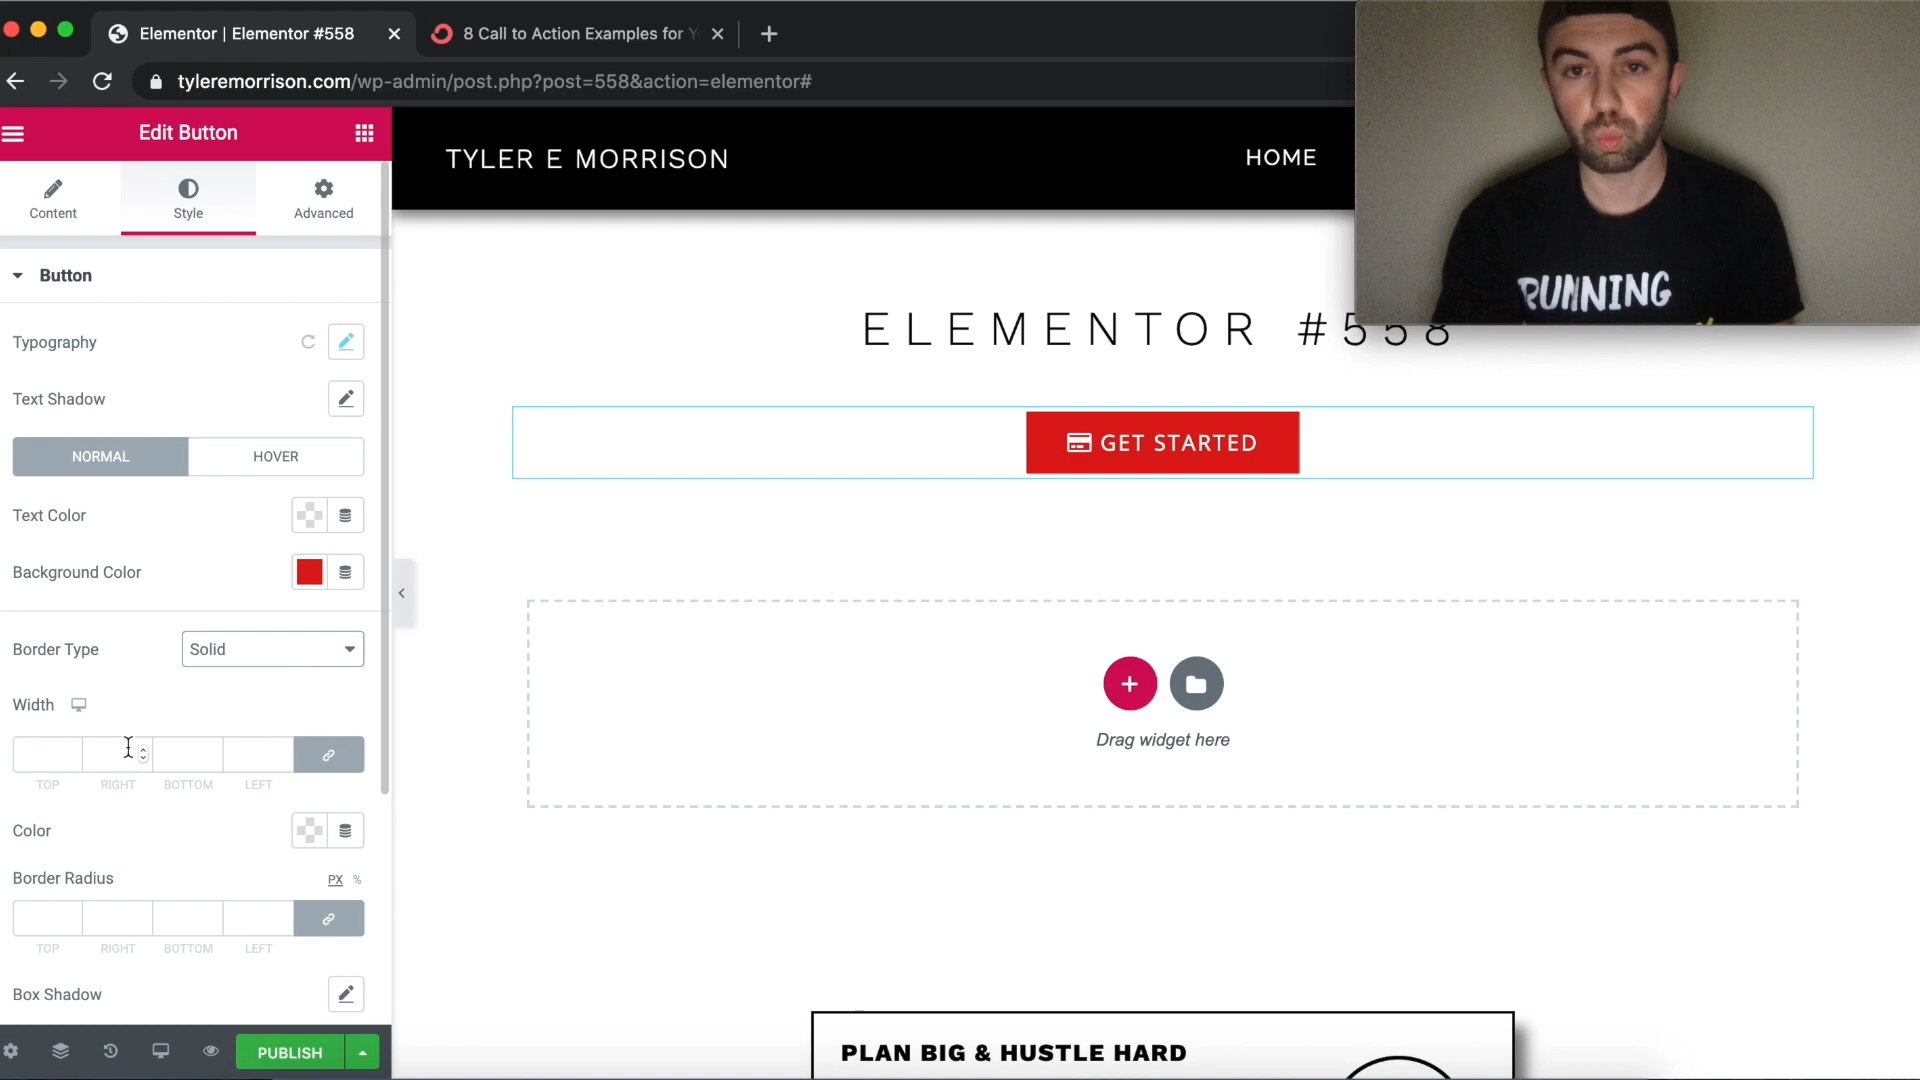 Elementor | Elementor #558
8 Call to Action Examples for Y
tyleremorrison.com/wp-admin/post.php?post=558&action=elementor#
Edit Button
Content
Style
Advanced
Button
Typography
Text Shadow
NORMAL
HOVER
Text Color
Background Color
Border Type
Solid
Width
TOP
RIGHT
BOTTOM
LEFT
Color
Border Radius
PX
%
TOP
RIGHT
BOTTOM
LEFT
Box Shadow
PUBLISH
TYLER E MORRISON
HOME
RUNNING
ELEMENTOR #558
GET STARTED
Drag widget here
PLAN BIG & HUSTLE HARD